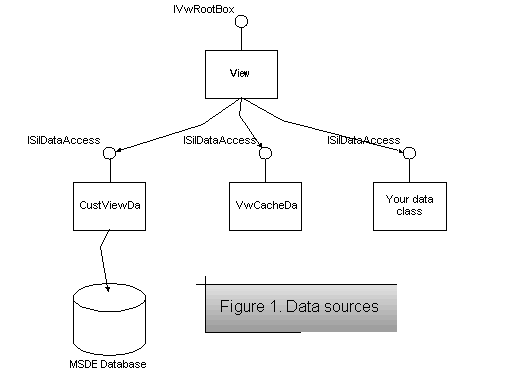 IVwRootBox
View
ISilDataAccess
ISilDataAccess
ISilDataAccess
CustViewDa
VwCacheDa
Your data
class
Figure 1. Data sources
MSDE Database